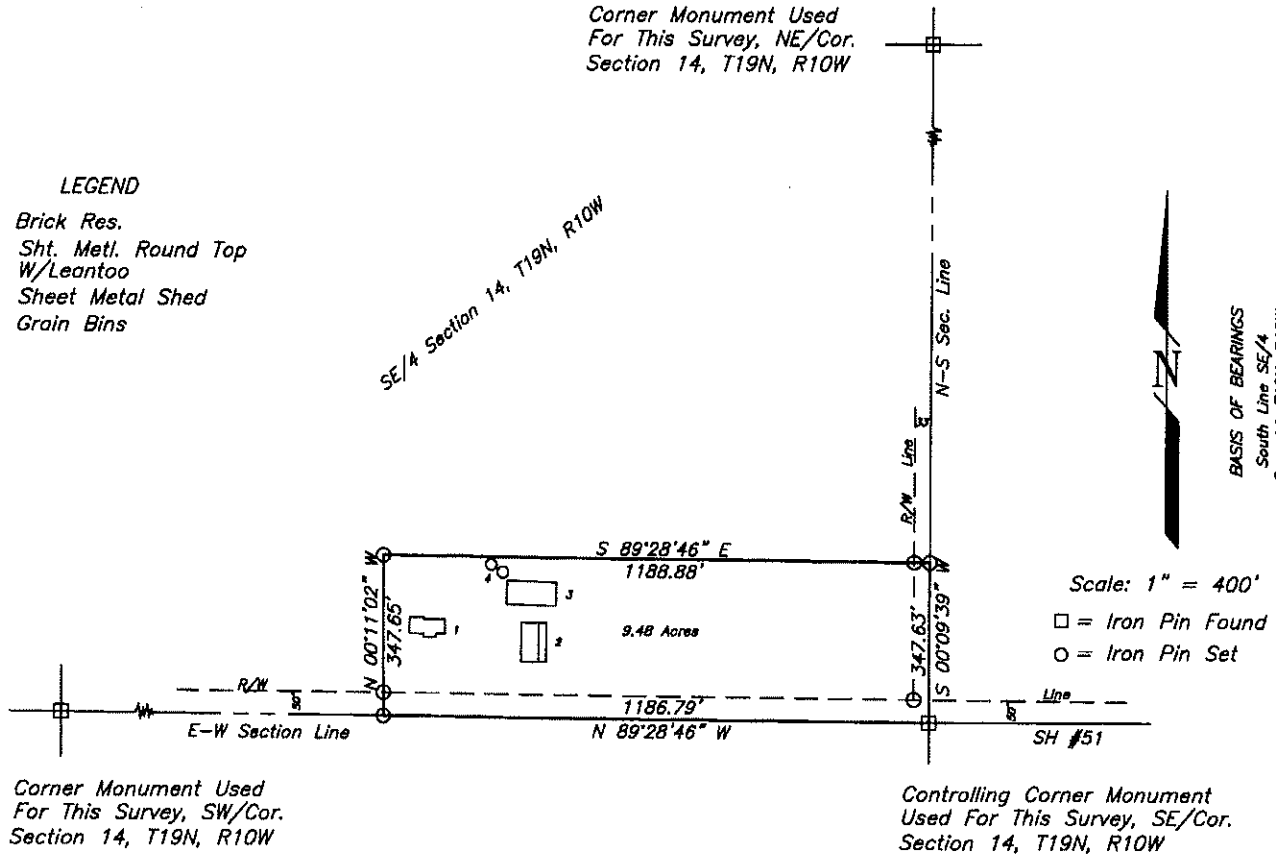 Corner Monument Used
For This Survey, NE/Cor.
Section 14, T19N, R10W
LEGEND
Brick Res.
Sht. Metl. Round Top
W/Leantoo
Sheet Metal Shed
Grain Bins
SE/4 Section 14, T19N, R10W
N-S Sec. Line
R/W Line
N
BASIS OF BEARINGS
South Line SE/4
S 89°28'46" E
1188.88'
N 00°11'02" W
347.65'
347.63'
S 00°09'39" W
4
3
1
2
9.48 Acres
Scale: 1" = 400'
= Iron Pin Found
= Iron Pin Set
R/W
50'
Line
50'
1186.79'
N 89°28'46" W
E-W Section Line
SH #51
Corner Monument Used
For This Survey, SW/Cor.
Section 14, T19N, R10W
Controlling Corner Monument
Used For This Survey, SE/Cor.
Section 14, T19N, R10W